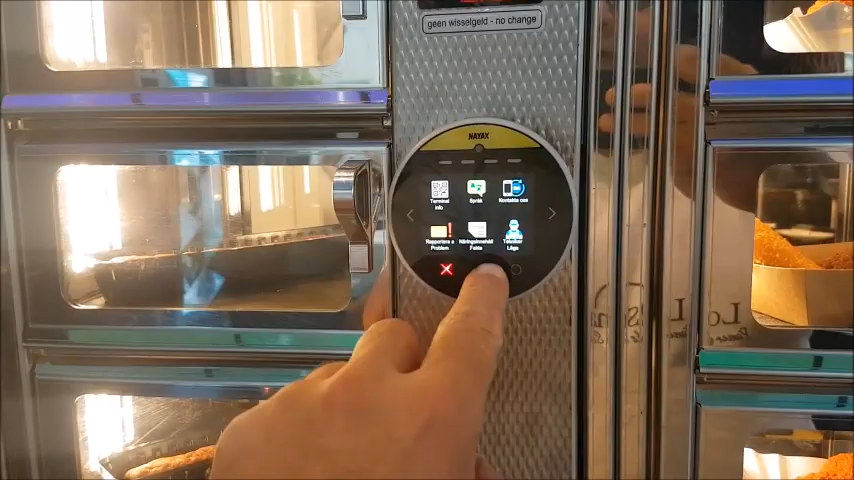 geen wisselgeld - no change
NAYAX
Terminal info
Språk
Kontakta oss
Rapportera a Problem
Näringsinnehåll Fakta
Tekniker Läge